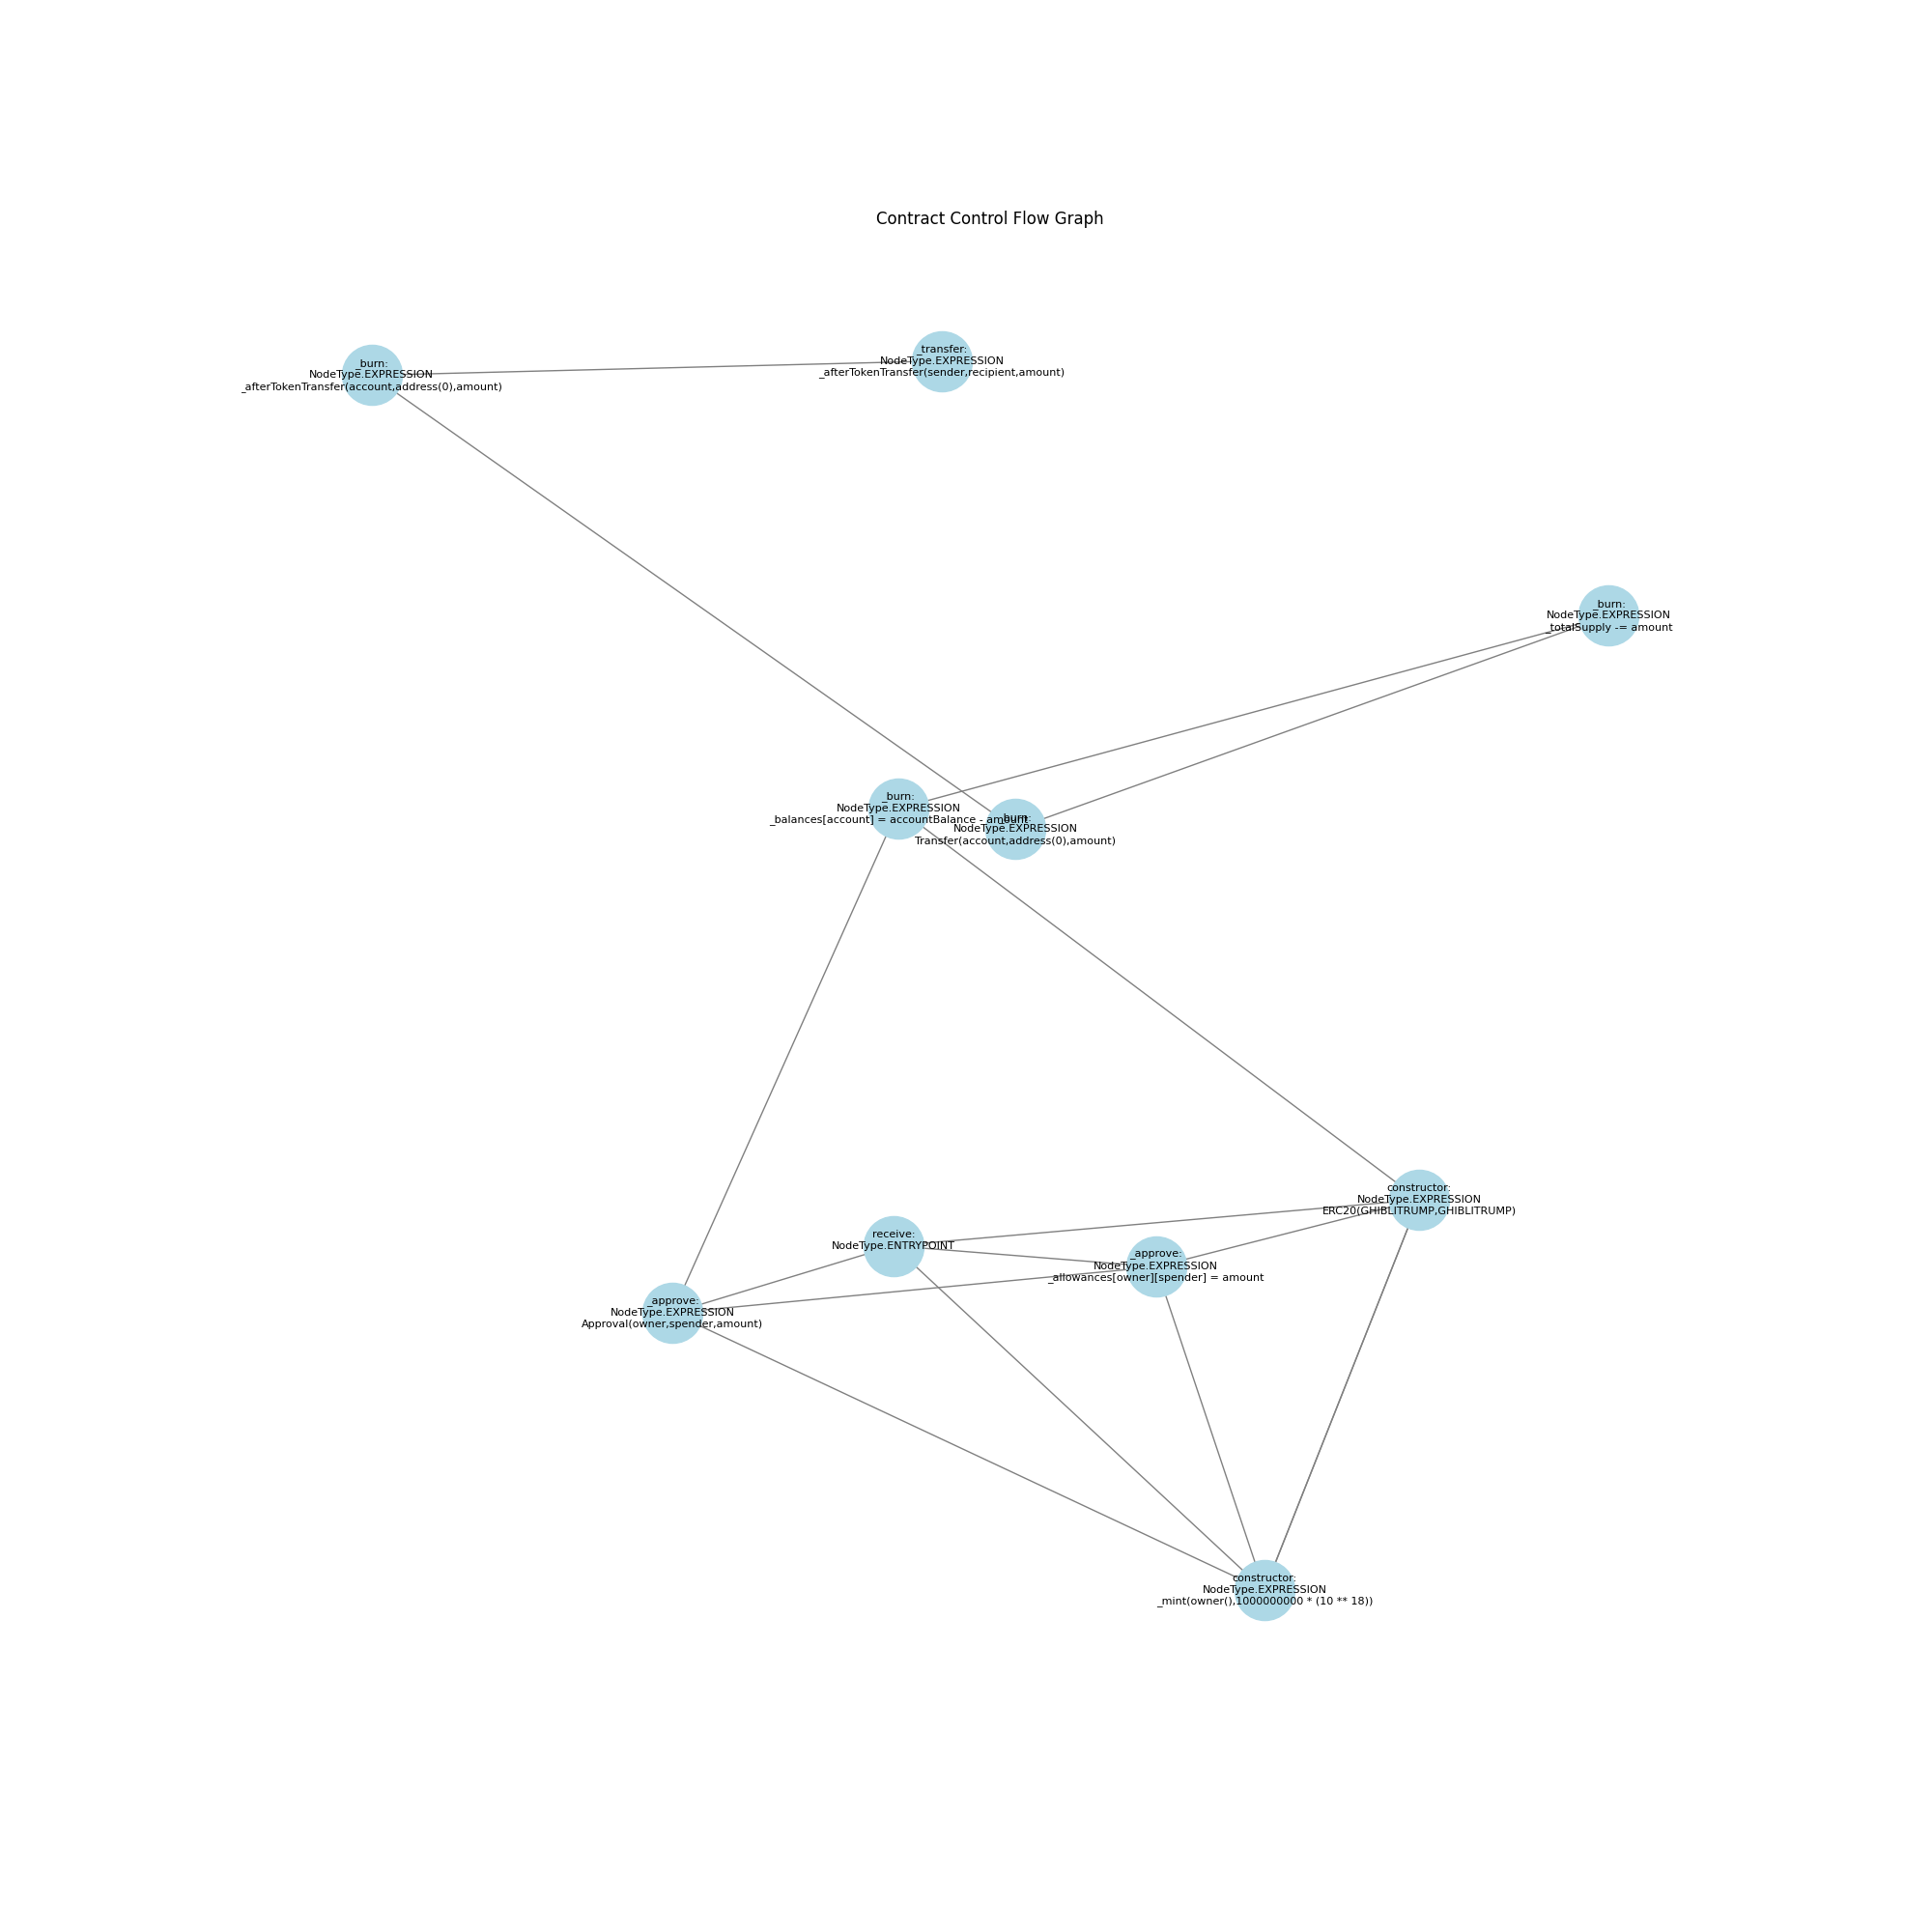 Contract Control Flow Graph
_transfer:
NodeType.EXPRESSION
_afterTokenTransfer(sender,recipient,amount)
_burn:
NodeType.EXPRESSION
_afterTokenTransfer(account,address(0),amount)
_burn:
NodeType.EXPRESSION
_totalSupply -= amount
_burn:
NodeType.EXPRESSION
_balances[account] = accountBalance - amount
_burn:
NodeType.EXPRESSION
Transfer(account,address(0),amount)
constructor:
NodeType.EXPRESSION
ERC20(GHIBLITRUMP,GHIBLITRUMP)
receive:
NodeType.ENTRYPOINT
_approve:
NodeType.EXPRESSION
_allowances[owner][spender] = amount
_approve:
NodeType.EXPRESSION
Approval(owner,spender,amount)
constructor:
NodeType.EXPRESSION
_mint(owner(),1000000000 * (10 ** 18))